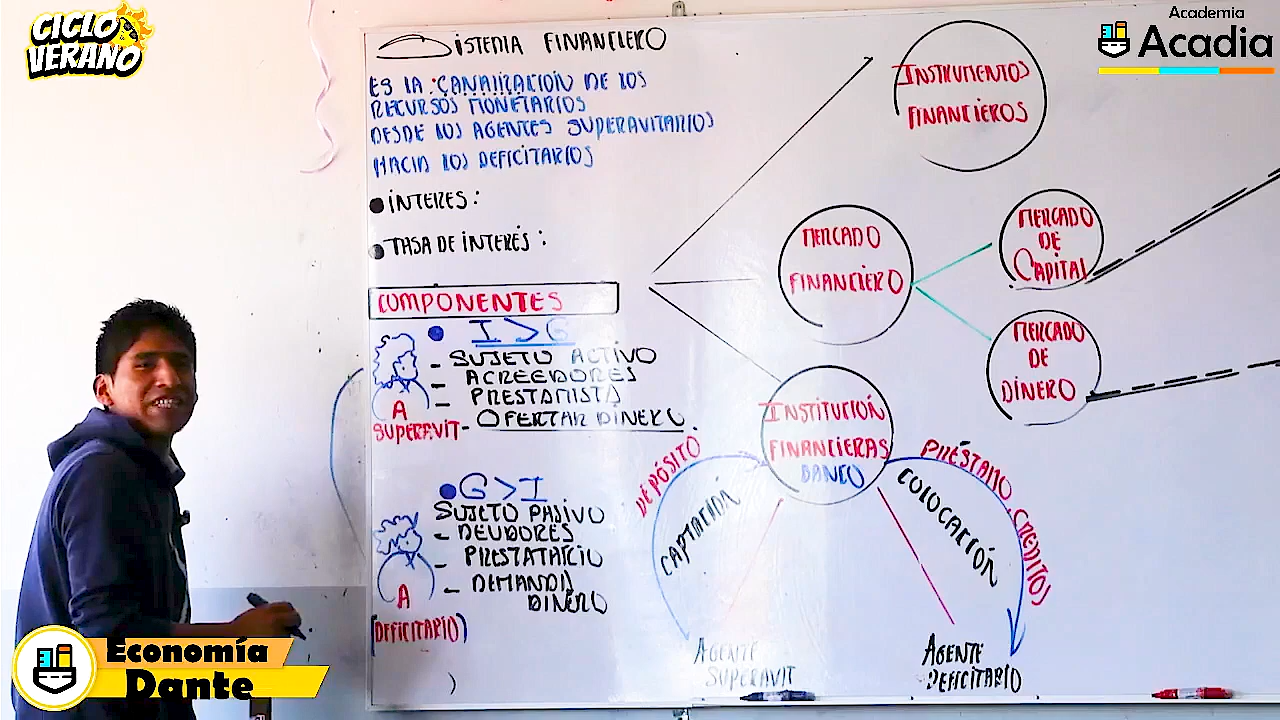 CICLO
VERANO
Academia
Acadia
SISTEMA FINANCIERO
ES LA : CANALIZACIÓN DE LOS
RECURSOS MONETARIOS
DESDE LOS AGENTES SUPERAVITARIOS
HACIA LOS DEFICITARIOS
INTERES :
TASA DE INTERÉS :
COMPONENTES
I > G
- SUJETO ACTIVO
- ACREEDORES
- PRESTAMISTA
- OFERTAR DINERO.
A
SUPERAVIT
G > I
SUJETO PASIVO
- DEUDORES
- PRESTATARIO
- DEMANDA
DINERO
A
(DEFICITARIO)
INSTRUMENTOS
FINANCIEROS
MERCADO
FINANCIERO
MERCADO
DE
CAPITAL
MERCADO
DE
DINERO
INSTITUCIÓN
FINANCIERAS
BANCO
DEPÓSITO
CAPTACIÓN
PRÉSTAMO, CREDITOS
COLOCACIÓN
AGENTE
SUPERAVIT
AGENTE
DEFICITARIO
Economía
Dante